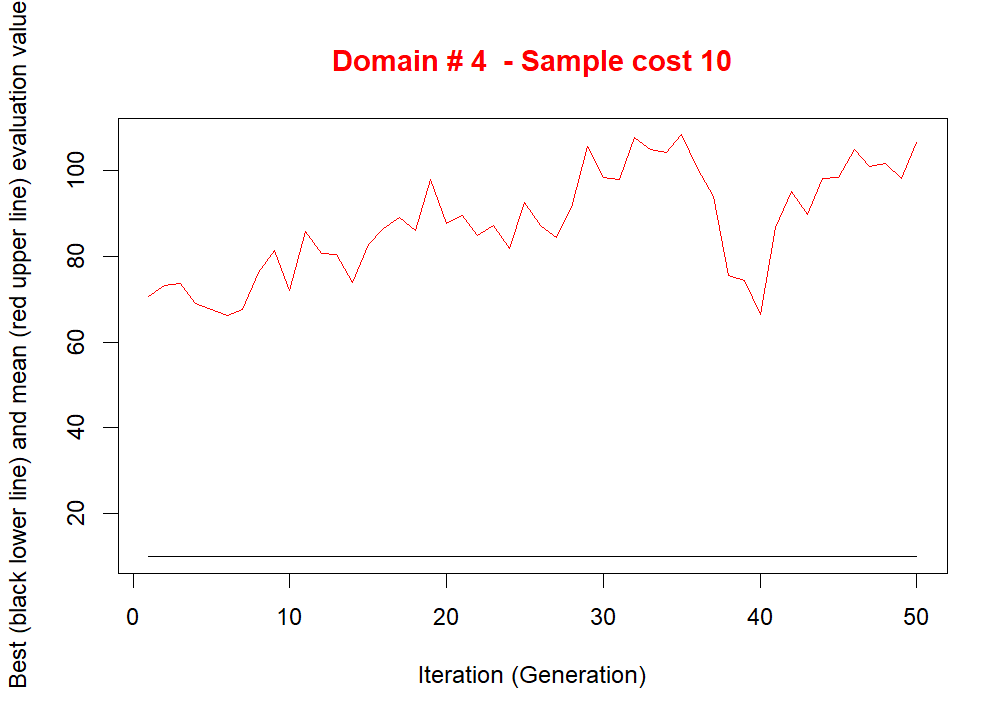 Domain # 4  - Sample cost 10
Best (black lower line) and mean (red upper line) evaluation value
100
80
60
40
20
0 10 20 30 40 50
Iteration (Generation)